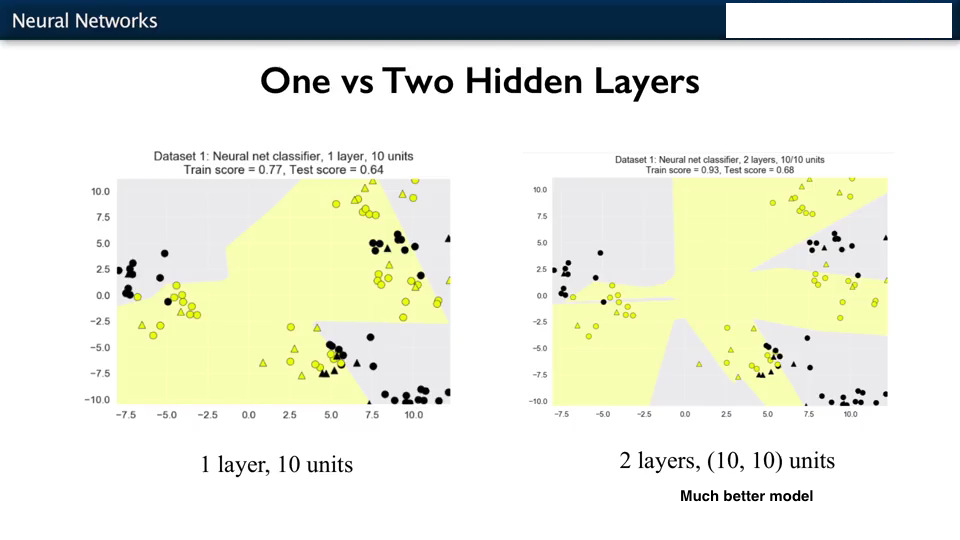 Neural Networks
One vs Two Hidden Layers
Dataset 1: Neural net classifier, 1 layer, 10 units
Train score = 0.77, Test score = 0.64
10.0
7.5
5.0
2.5
0.0
−2.5
−5.0
−7.5
−10.0
−7.5 −5.0 −2.5 0.0 2.5 5.0 7.5 10.0
1 layer, 10 units
Dataset 1: Neural net classifier, 2 layers, 10/10 units
Train score = 0.93, Test score = 0.68
10.0
7.5
5.0
2.5
0.0
−2.5
−5.0
−7.5
−10.0
−7.5 −5.0 −2.5 0.0 2.5 5.0 7.5 10.0
2 layers, (10, 10) units
Much better model